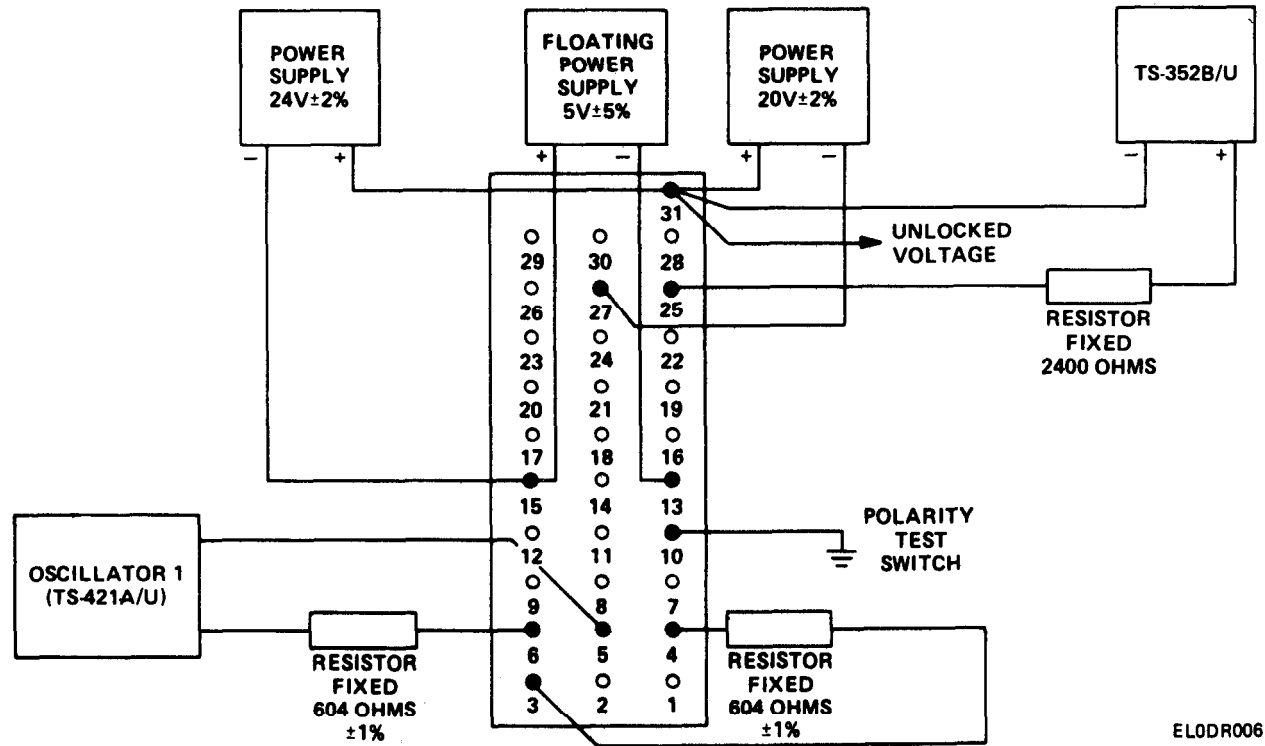 POWER
SUPPLY
24V±2%
FLOATING
POWER
SUPPLY
5V±5%
POWER
SUPPLY
20V±2%
TS-352B/U
− +
+ −
+ −
− +
31
UNLOCKED
VOLTAGE
29 30 28
26 27 25
RESISTOR
FIXED
2400 OHMS
23 24 22
20 21 19
17 18 16
15 14 13
POLARITY
TEST
SWITCH
12 11 10
OSCILLATOR 1
(TS-421A/U)
9 8 7
6 5 4
RESISTOR
FIXED
604 OHMS
±1%
RESISTOR
FIXED
604 OHMS
±1%
3 2 1
ELODR006